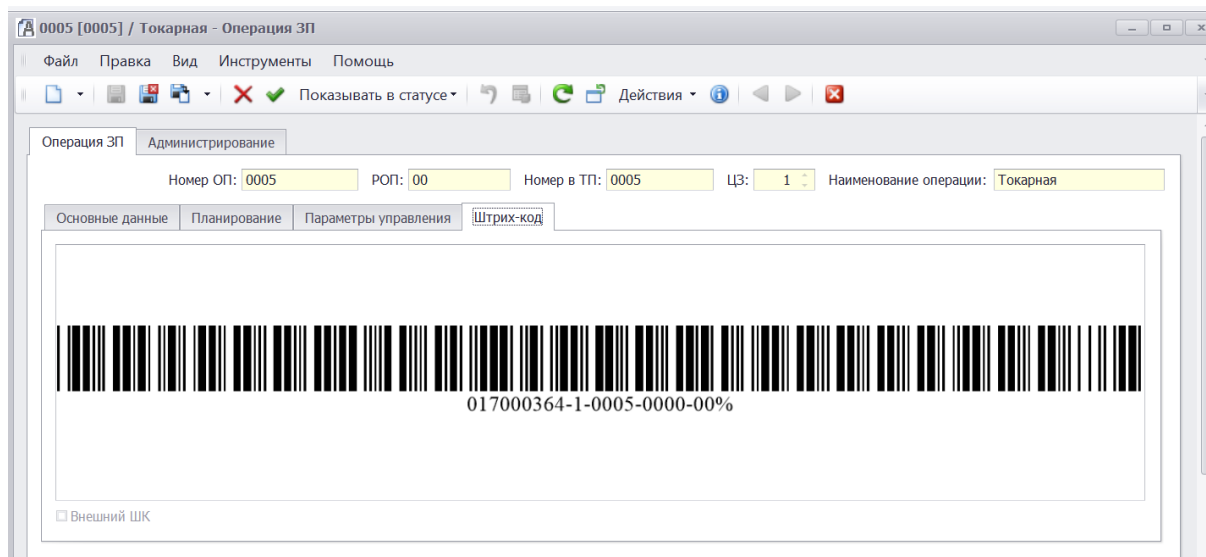 0005 [0005] / Токарная - Операция ЗП
Файл Правка Вид Инструменты Помощь
Показывать в статусе Действия
Операция ЗП Администрирование
Номер ОП: 0005 РОП: 00 Номер в ТП: 0005 ЦЗ: 1 Наименование операции: Токарная
Основные данные Планирование Параметры управления Штрих-код
017000364-1-0005-0000-00%
Внешний ШК